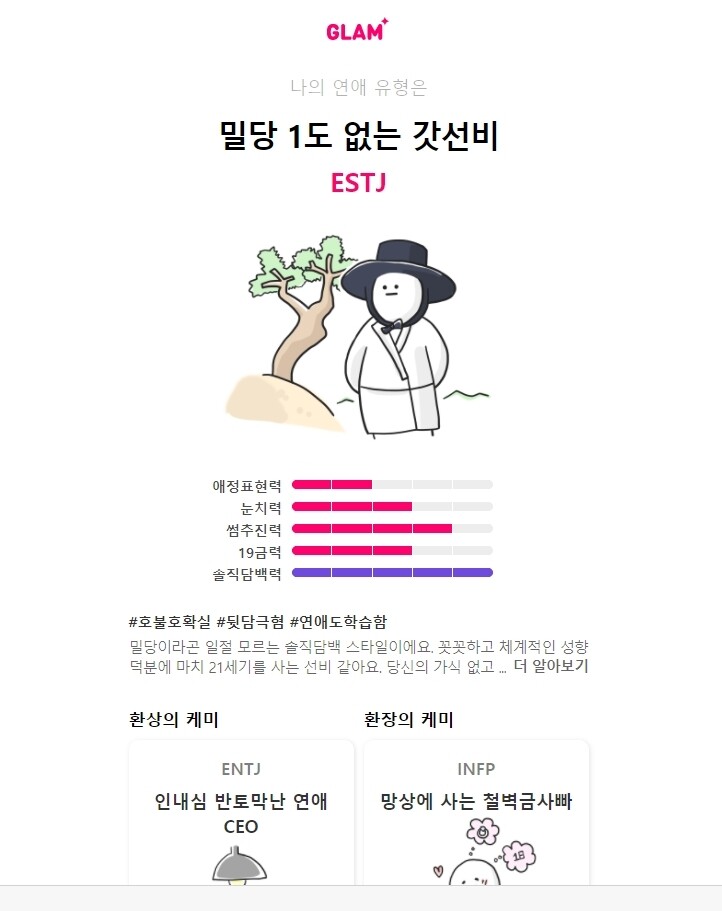 GLAM
나의 연애 유형은
밀당 1도 없는 갓선비
ESTJ
애정표현력
눈치력
썸추진력
19금력
솔직담백력
#호불호확실 #뒷담극혐 #연애도학습함
밀당이라곤 일절 모르는 솔직담백 스타일이에요. 꼿꼿하고 체계적인 성향
덕분에 마치 21세기를 사는 선비 같아요. 당신의 가식 없고 ... 더 알아보기
환상의 케미
환장의 케미
ENTJ
인내심 반토막난 연애
CEO
INFP
망상에 사는 철벽금사빠
18